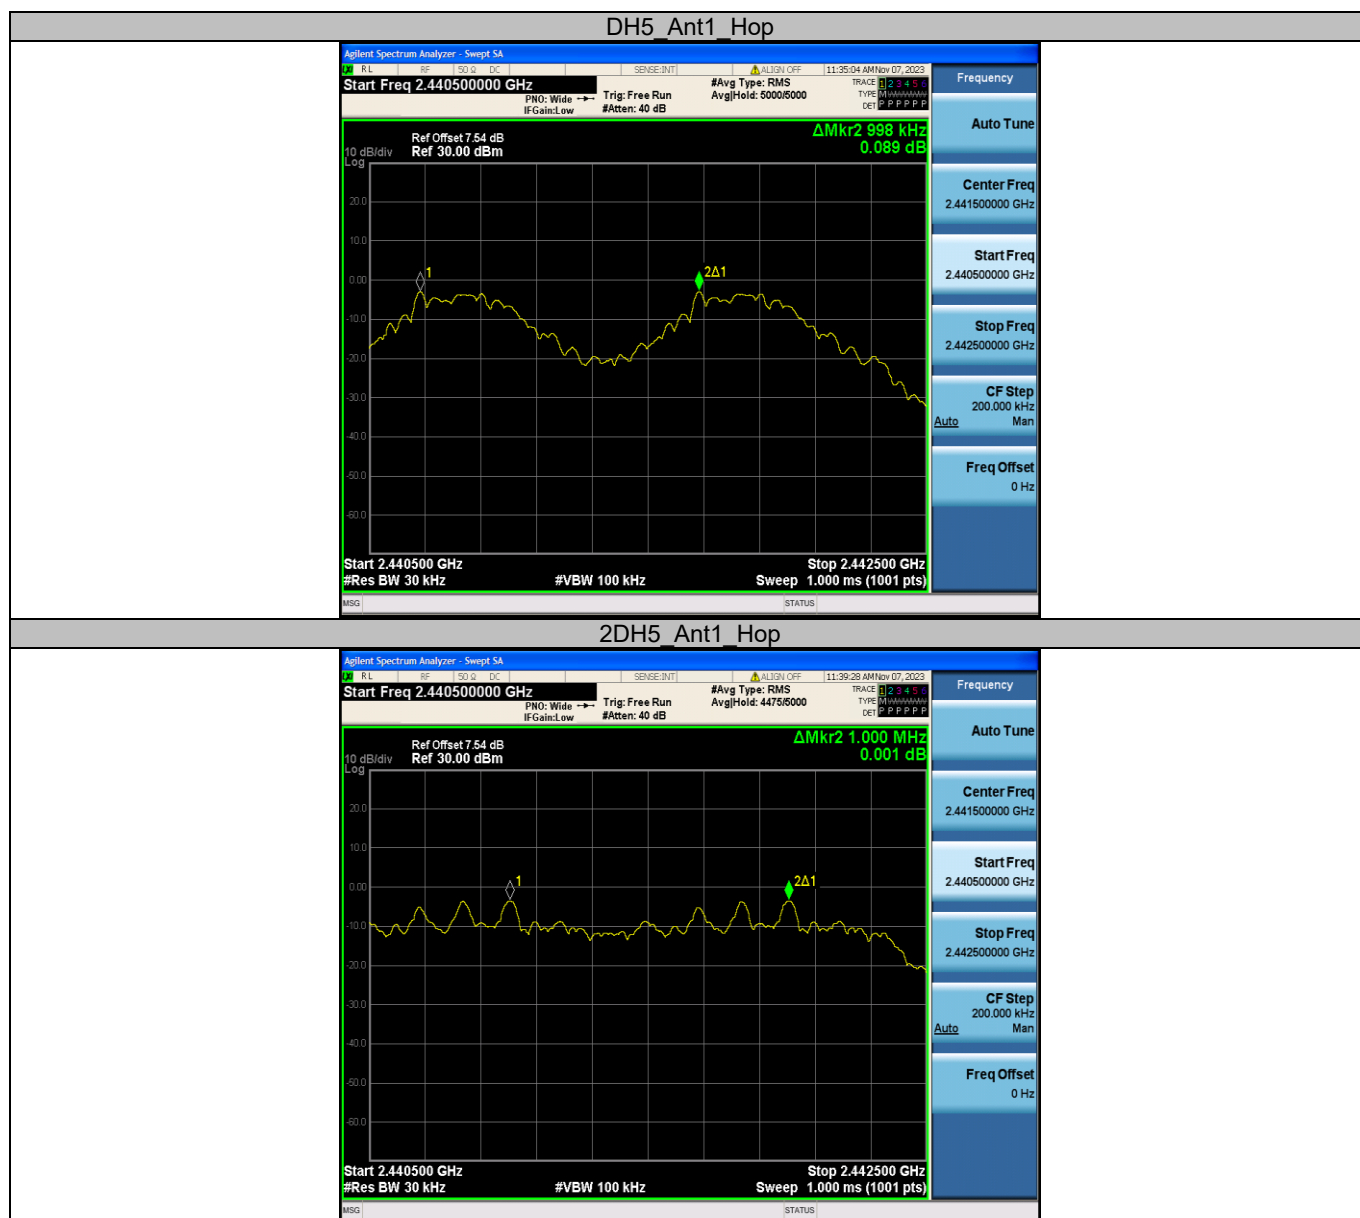 DH5_Ant1_Hop
Agilent Spectrum Analyzer - Swept SA
RL RF 50 Ω DC SENSE:INT ALIGN OFF 11:35:04 AM Nov 07, 2023
Start Freq 2.440500000 GHz
PNO: Wide
IFGain:Low
Trig: Free Run
#Atten: 40 dB
#Avg Type: RMS
Avg|Hold: 5000/5000
TRACE 1 2 3 4 5 6
TYPE M
DET P P P P P P
Ref Offset 7.54 dB
Ref 30.00 dBm
10 dB/div
Log
ΔMkr2 998 kHz
0.089 dB
20.0
10.0
0.00
-10.0
-20.0
-30.0
-40.0
-50.0
-60.0
1
2Δ1
Start 2.440500 GHz
Stop 2.442500 GHz
#Res BW 30 kHz
#VBW 100 kHz
Sweep 1.000 ms (1001 pts)
MSG
STATUS
Frequency
Auto Tune
Center Freq
2.441500000 GHz
Start Freq
2.440500000 GHz
Stop Freq
2.442500000 GHz
CF Step
200.000 kHz
Auto Man
Freq Offset
0 Hz
2DH5_Ant1_Hop
Agilent Spectrum Analyzer - Swept SA
RL RF 50 Ω DC SENSE:INT ALIGN OFF 11:39:28 AM Nov 07, 2023
Start Freq 2.440500000 GHz
PNO: Wide
IFGain:Low
Trig: Free Run
#Atten: 40 dB
#Avg Type: RMS
Avg|Hold: 4475/5000
TRACE 1 2 3 4 5 6
TYPE M
DET P P P P P P
Ref Offset 7.54 dB
Ref 30.00 dBm
10 dB/div
Log
ΔMkr2 1.000 MHz
0.001 dB
20.0
10.0
0.00
-10.0
-20.0
-30.0
-40.0
-50.0
-60.0
1
2Δ1
Start 2.440500 GHz
Stop 2.442500 GHz
#Res BW 30 kHz
#VBW 100 kHz
Sweep 1.000 ms (1001 pts)
MSG
STATUS
Frequency
Auto Tune
Center Freq
2.441500000 GHz
Start Freq
2.440500000 GHz
Stop Freq
2.442500000 GHz
CF Step
200.000 kHz
Auto Man
Freq Offset
0 Hz